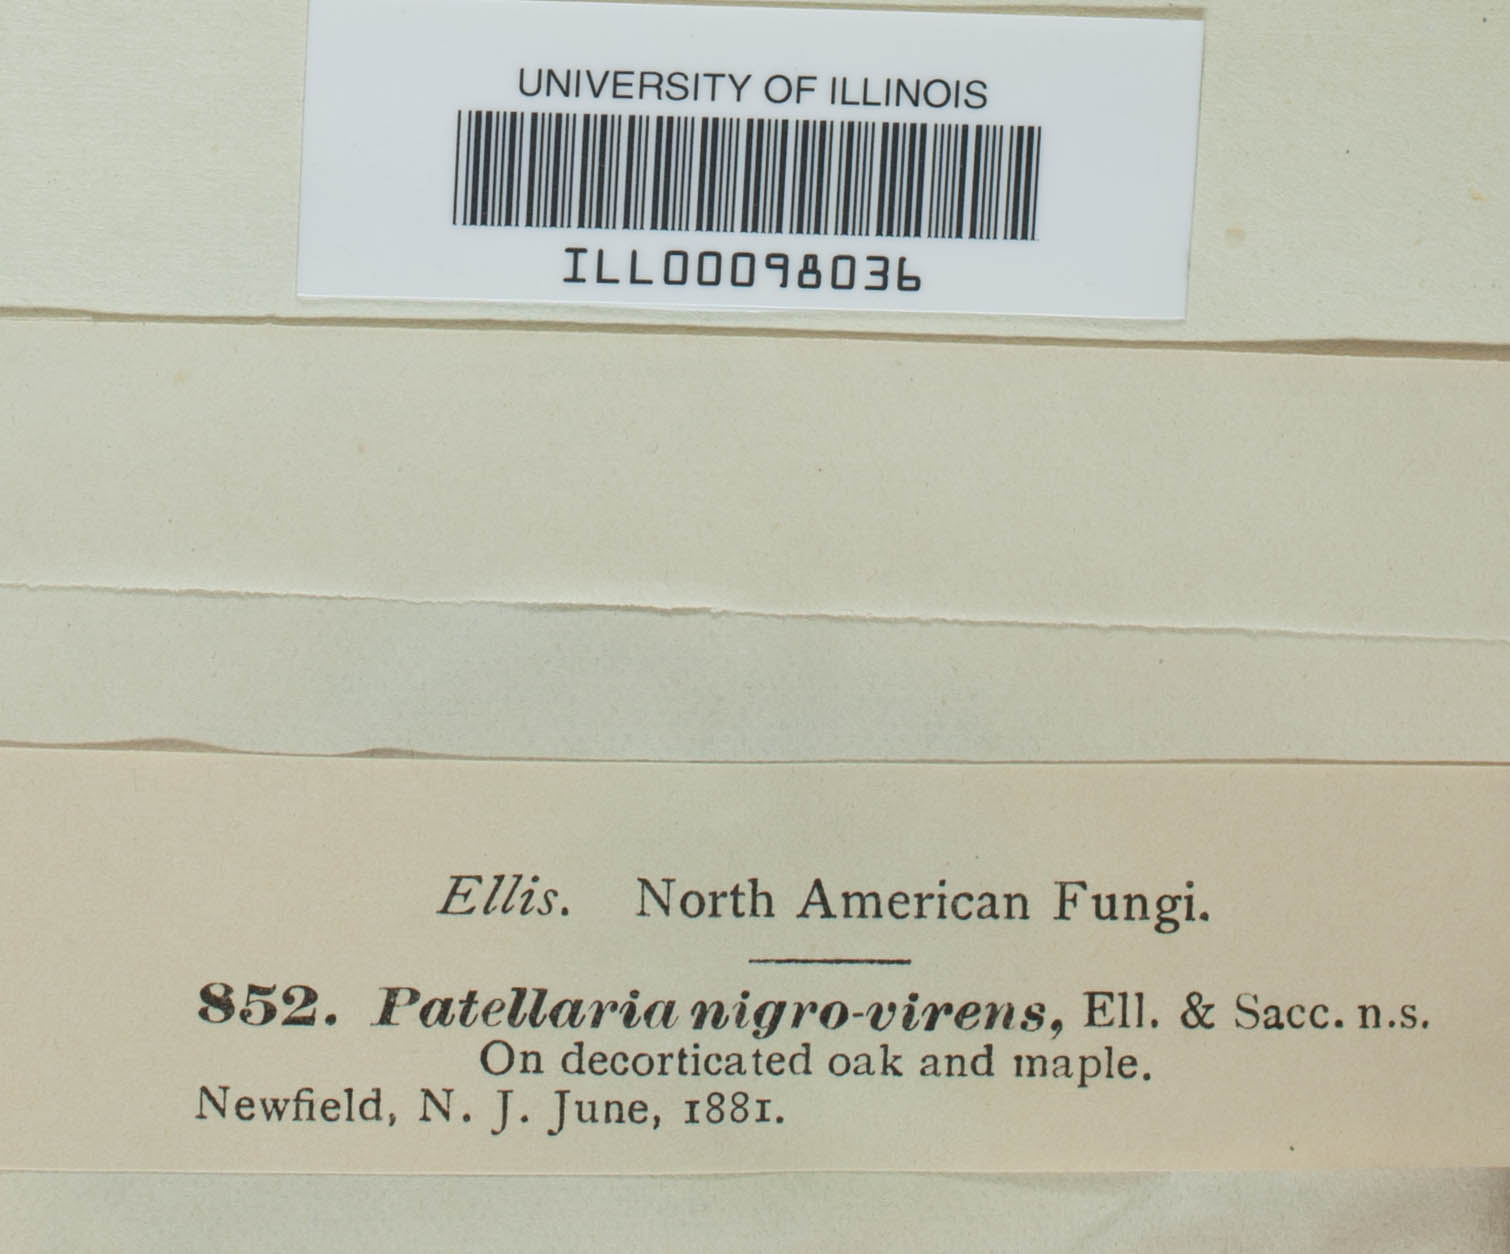 UNIVERSITY OF ILLINOIS
ILL00098036
Ellis. North American Fungi.
852. Patellaria nigro-virens, Ell. & Sacc. n.s.
On decorticated oak and maple.
Newfield, N. J. June, 1881.